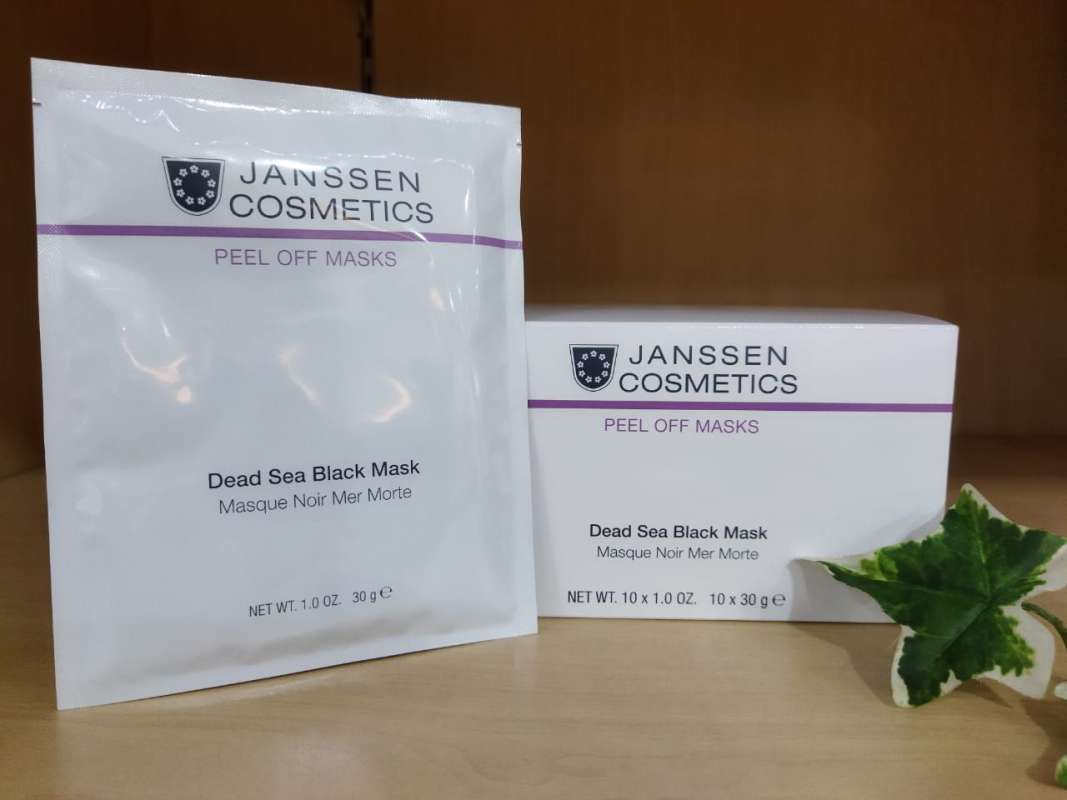 JANSSEN
COSMETICS
PEEL OFF MASKS
Dead Sea Black Mask
Masque Noir Mer Morte
NET WT. 1.0 OZ. 30 g ℮
JANSSEN
COSMETICS
PEEL OFF MASKS
Dead Sea Black Mask
Masque Noir Mer Morte
NET WT. 10 x 1.0 OZ. 10 x 30 g ℮